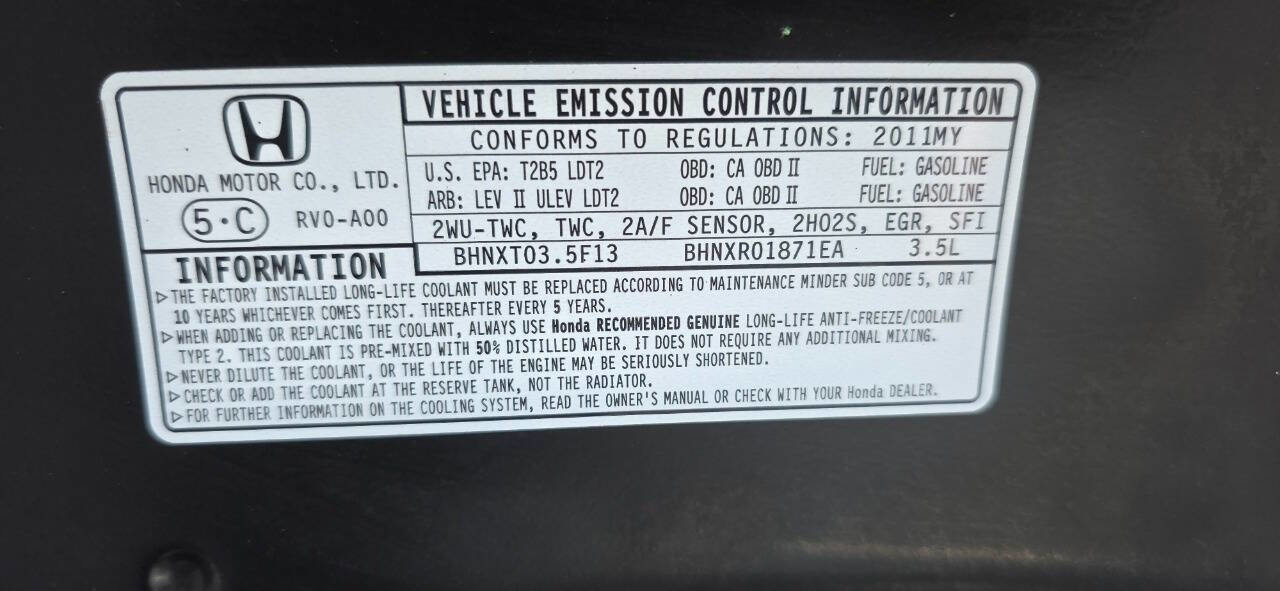 VEHICLE EMISSION CONTROL INFORMATION
CONFORMS TO REGULATIONS: 2011MY
HONDA MOTOR CO., LTD.
U.S. EPA: T2B5 LDT2 OBD: CA OBD II FUEL: GASOLINE
ARB: LEV II ULEV LDT2 OBD: CA OBD II FUEL: GASOLINE
5·C RV0-A00
2WU-TWC, TWC, 2A/F SENSOR, 2HO2S, EGR, SFI
BHNXT03.5F13 BHNXR01871EA 3.5L
INFORMATION
▷THE FACTORY INSTALLED LONG-LIFE COOLANT MUST BE REPLACED ACCORDING TO MAINTENANCE MINDER SUB CODE 5, OR AT
10 YEARS WHICHEVER COMES FIRST. THEREAFTER EVERY 5 YEARS.
▷WHEN ADDING OR REPLACING THE COOLANT, ALWAYS USE Honda RECOMMENDED GENUINE LONG-LIFE ANTI-FREEZE/COOLANT
TYPE 2. THIS COOLANT IS PRE-MIXED WITH 50% DISTILLED WATER. IT DOES NOT REQUIRE ANY ADDITIONAL MIXING.
▷NEVER DILUTE THE COOLANT, OR THE LIFE OF THE ENGINE MAY BE SERIOUSLY SHORTENED.
▷CHECK OR ADD THE COOLANT AT THE RESERVE TANK, NOT THE RADIATOR.
▷FOR FURTHER INFORMATION ON THE COOLING SYSTEM, READ THE OWNER'S MANUAL OR CHECK WITH YOUR Honda DEALER.